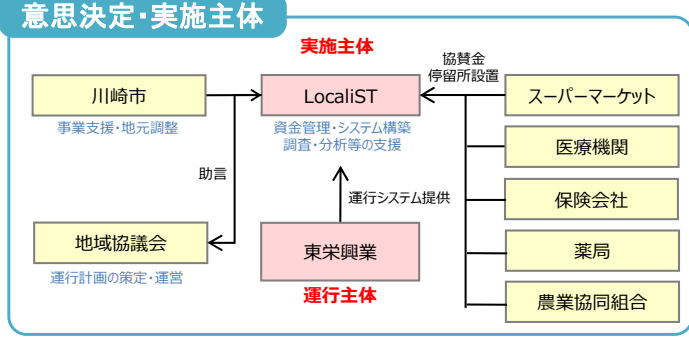 意思決定・実施主体
実施主体
川崎市
事業支援・地元調整
LocaliST
資金管理・システム構築
調査・分析等の支援
協賛金
停留所設置
スーパーマーケット
医療機関
保険会社
薬局
農業協同組合
助言
地域協議会
運行計画の策定・運営
運行システム提供
東栄興業
運行主体